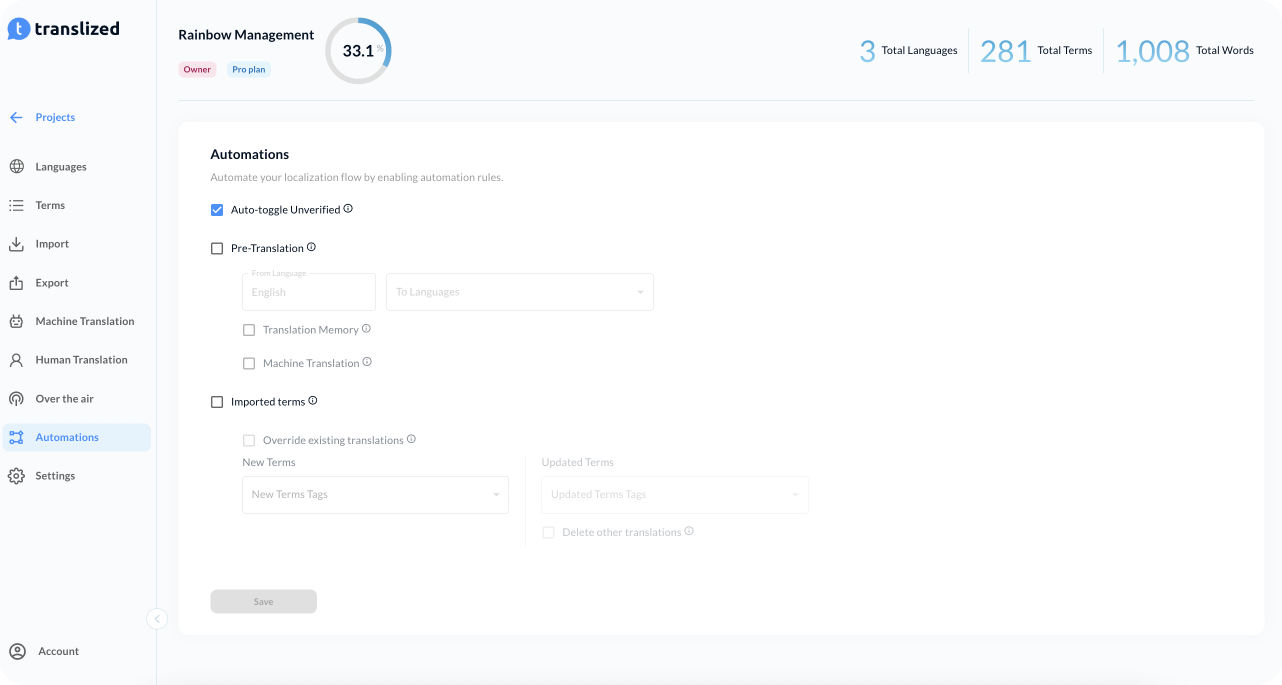 translized
Rainbow Management
Owner
Pro plan
33.1 %
3 Total Languages
281 Total Terms
1,008 Total Words
Projects
Languages
Terms
Import
Export
Machine Translation
Human Translation
Over the air
Automations
Settings
Account
Automations
Automate your localization flow by enabling automation rules.
Auto-toggle Unverified
Pre-Translation
From Language
English
To Languages
Translation Memory
Machine Translation
Imported terms
Override existing translations
New Terms
New Terms Tags
Updated Terms
Updated Terms Tags
Delete other translations
Save